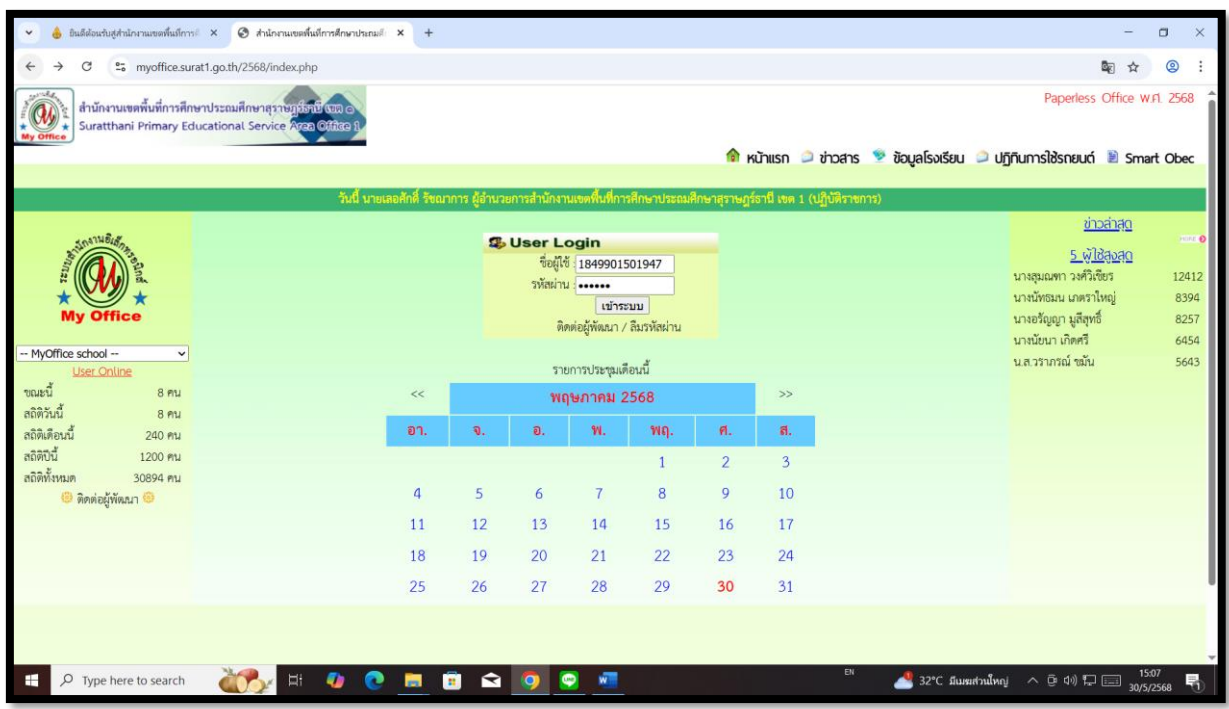 ยินดีต้อนรับสู่สำนักงานเขตพื้นที่การ
สำนักงานเขตพื้นที่การศึกษาประถมศึ
myoffice.surat1.go.th/2568/index.php
สำนักงานเขตพื้นที่การศึกษาประถมศึกษาสุราษฎร์ธานี เขต ๑
Suratthani Primary Educational Service Area Office 1
My Office
Paperless Office พ.ศ. 2568
หน้าแรก ข่าวสาร ข้อมูลโรงเรียน ปฏิทินการใช้รถยนต์ Smart Obec
วันนี้ นายเลอศักดิ์ รัชณาการ ผู้อำนวยการสำนักงานเขตพื้นที่การศึกษาประถมศึกษาสุราษฎร์ธานี เขต 1 (ปฏิบัติราชการ)
ระบบสำนักงานอิเล็กทรอนิกส์
My Office
-- MyOffice school --
User Online
ขณะนี้ 8 คน
สถิติวันนี้ 8 คน
สถิติเดือนนี้ 240 คน
สถิติปีนี้ 1200 คน
สถิติทั้งหมด 30894 คน
ติดต่อผู้พัฒนา
User Login
ชื่อผู้ใช้ : 1849901501947
รหัสผ่าน : ••••••
เข้าระบบ
ติดต่อผู้พัฒนา / ลืมรหัสผ่าน
รายการประชุมเดือนนี้
<< พฤษภาคม 2568 >>
อา. จ. อ. พ. พฤ. ศ. ส.
1 2 3
4 5 6 7 8 9 10
11 12 13 14 15 16 17
18 19 20 21 22 23 24
25 26 27 28 29 30 31
ข่าวล่าสุด
MORE
5 ผู้ใช้สูงสุด
นางสุมณฑา วงศ์วิเชียร 12412
นางนัทธมน เกตราใหญ่ 8394
นางอรัญญา มูสีสุทธิ์ 8257
นางนัยนา เกิดศรี 6454
น.ส.วราภรณ์ ขมัน 5643
Type here to search
EN
32°C มีเมฆส่วนใหญ่
15:07
30/5/2568